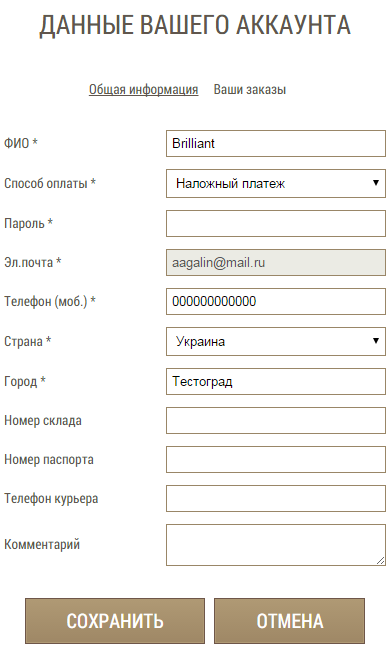 ДАННЫЕ ВАШЕГО АККАУНТА
Общая информация Ваши заказы
ФИО * Brilliant
Способ оплаты * Наложный платеж
Пароль *
Эл.почта * aagalin@mail.ru
Телефон (моб.) * 000000000000
Страна * Украина
Город * Тестоград
Номер склада
Номер паспорта
Телефон курьера
Комментарий
СОХРАНИТЬ ОТМЕНА